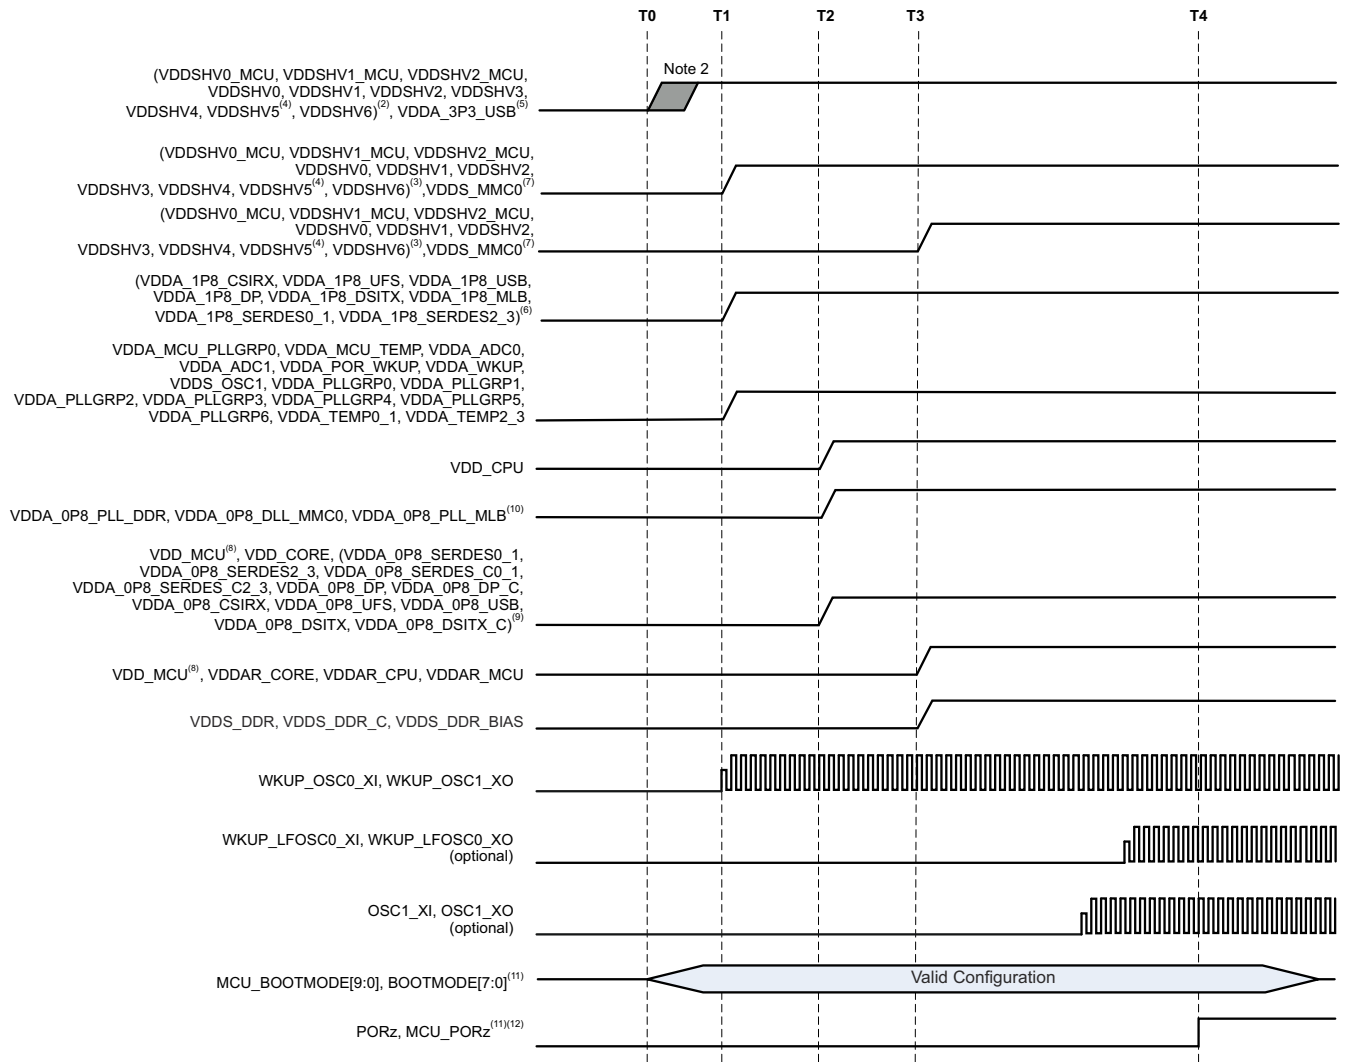 T0 T1 T2 T3 T4
Note 2
(VDDSHV0_MCU, VDDSHV1_MCU, VDDSHV2_MCU,
VDDSHV0, VDDSHV1, VDDSHV2, VDDSHV3,
VDDSHV4, VDDSHV5(4), VDDSHV6)(2), VDDA_3P3_USB(5)
(VDDSHV0_MCU, VDDSHV1_MCU, VDDSHV2_MCU,
VDDSHV0, VDDSHV1, VDDSHV2,
VDDSHV3, VDDSHV4, VDDSHV5(4), VDDSHV6)(3),VDDS_MMC0(7)
(VDDSHV0_MCU, VDDSHV1_MCU, VDDSHV2_MCU,
VDDSHV0, VDDSHV1, VDDSHV2,
VDDSHV3, VDDSHV4, VDDSHV5(4), VDDSHV6)(3),VDDS_MMC0(7)
(VDDA_1P8_CSIRX, VDDA_1P8_UFS, VDDA_1P8_USB,
VDDA_1P8_DP, VDDA_1P8_DSITX, VDDA_1P8_MLB,
VDDA_1P8_SERDES0_1, VDDA_1P8_SERDES2_3)(6)
VDDA_MCU_PLLGRP0, VDDA_MCU_TEMP, VDDA_ADC0,
VDDA_ADC1, VDDA_POR_WKUP, VDDA_WKUP,
VDDS_OSC1, VDDA_PLLGRP0, VDDA_PLLGRP1,
VDDA_PLLGRP2, VDDA_PLLGRP3, VDDA_PLLGRP4, VDDA_PLLGRP5,
VDDA_PLLGRP6, VDDA_TEMP0_1, VDDA_TEMP2_3
VDD_CPU
VDDA_0P8_PLL_DDR, VDDA_0P8_DLL_MMC0, VDDA_0P8_PLL_MLB(10)
VDD_MCU(8), VDD_CORE, (VDDA_0P8_SERDES0_1,
VDDA_0P8_SERDES2_3, VDDA_0P8_SERDES_C0_1,
VDDA_0P8_SERDES_C2_3, VDDA_0P8_DP, VDDA_0P8_DP_C,
VDDA_0P8_CSIRX, VDDA_0P8_UFS, VDDA_0P8_USB,
VDDA_0P8_DSITX, VDDA_0P8_DSITX_C)(9)
VDD_MCU(8), VDDAR_CORE, VDDAR_CPU, VDDAR_MCU
VDDS_DDR, VDDS_DDR_C, VDDS_DDR_BIAS
WKUP_OSC0_XI, WKUP_OSC1_XO
WKUP_LFOSC0_XI, WKUP_LFOSC0_XO
(optional)
OSC1_XI, OSC1_XO
(optional)
MCU_BOOTMODE[9:0], BOOTMODE[7:0](11)
Valid Configuration
PORz, MCU_PORz(11)(12)